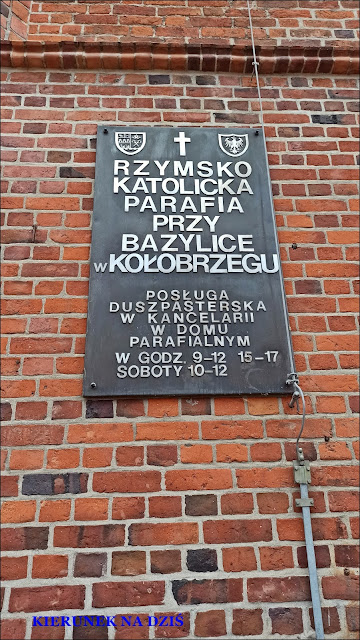 RZYMSKO
KATOLICKA
PARAFIA
PRZY
BAZYLICE
w KOŁOBRZEGU
POSŁUGA
DUSZPASTERSKA
W KANCELARII
W DOMU
PARAFIALNYM
W GODZ. 9-12 15-17
SOBOTY 10-12
KIERUNEK NA DZIŚ